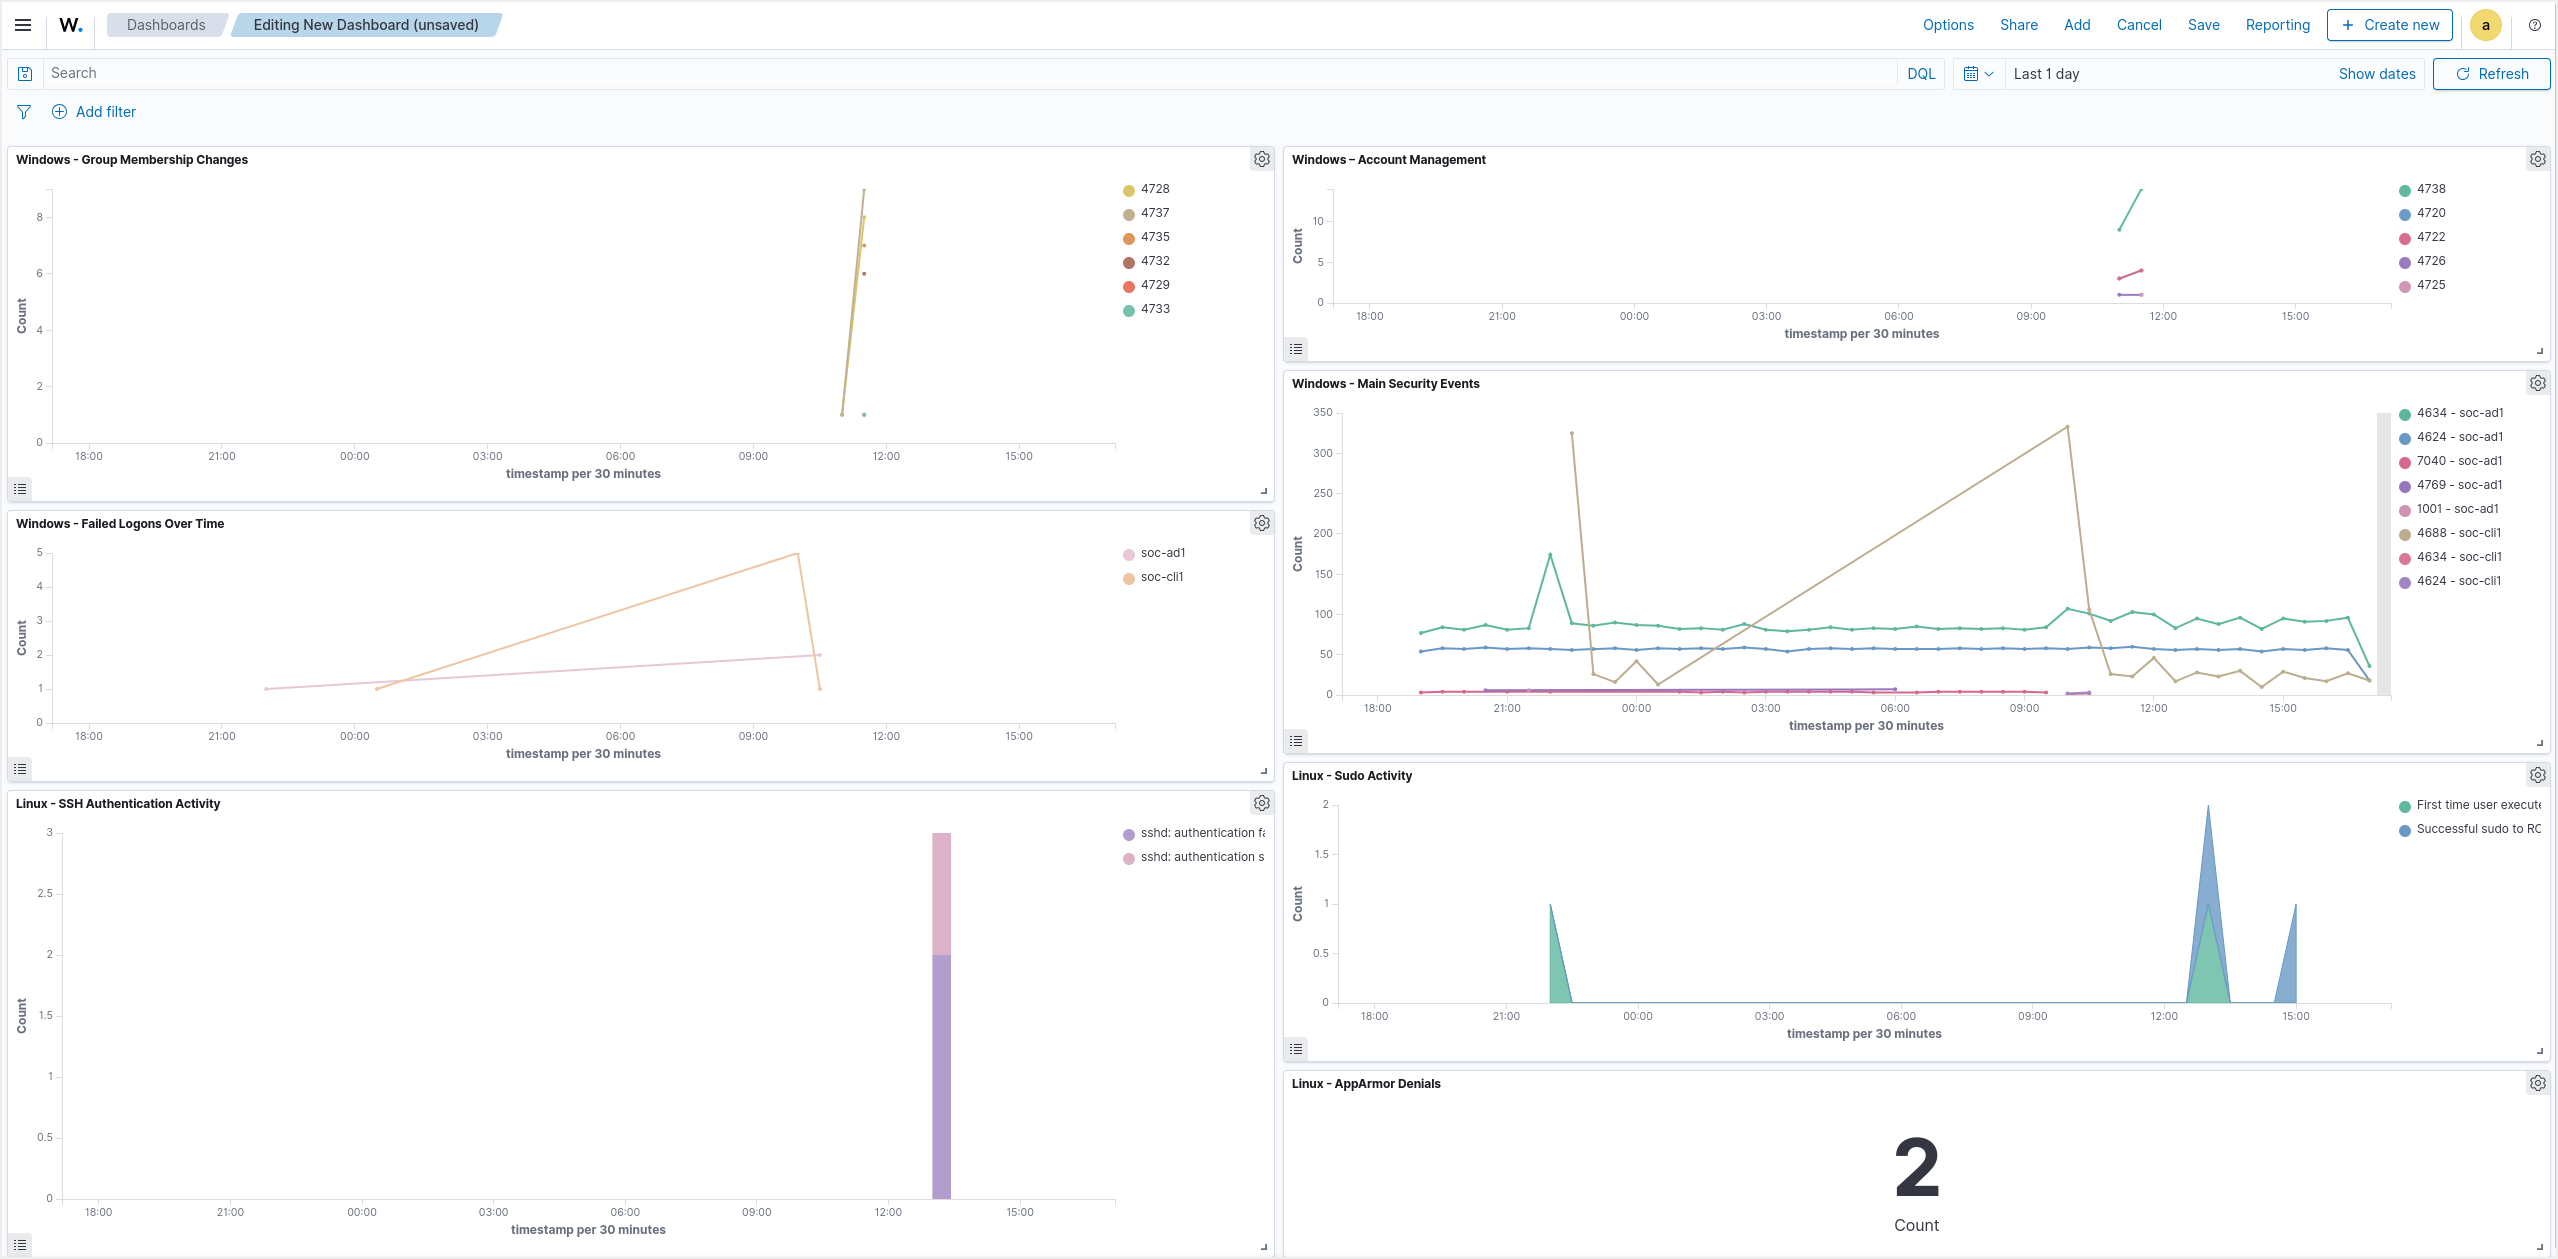 W.
Dashboards
Editing New Dashboard (unsaved)
Options
Share
Add
Cancel
Save
Reporting
Create new
a
Search
DQL
Last 1 day
Show dates
Refresh
Add filter
Windows - Group Membership Changes
Count
8
6
4
2
0
18:00 21:00 00:00 03:00 06:00 09:00 12:00 15:00
timestamp per 30 minutes
4728
4737
4735
4732
4729
4733
Windows – Account Management
Count
10
5
0
18:00 21:00 00:00 03:00 06:00 09:00 12:00 15:00
timestamp per 30 minutes
4738
4720
4722
4726
4725
Windows - Main Security Events
Count
350
300
250
200
150
100
50
0
18:00 21:00 00:00 03:00 06:00 09:00 12:00 15:00
timestamp per 30 minutes
4634 - soc-ad1
4624 - soc-ad1
7040 - soc-ad1
4769 - soc-ad1
1001 - soc-ad1
4688 - soc-cli1
4634 - soc-cli1
4624 - soc-cli1
Windows - Failed Logons Over Time
Count
5
4
3
2
1
0
18:00 21:00 00:00 03:00 06:00 09:00 12:00 15:00
timestamp per 30 minutes
soc-ad1
soc-cli1
Linux - Sudo Activity
Count
2
1.5
1
0.5
0
18:00 21:00 00:00 03:00 06:00 09:00 12:00 15:00
timestamp per 30 minutes
First time user execute
Successful sudo to RO
Linux - SSH Authentication Activity
Count
3
2.5
2
1.5
1
0.5
0
18:00 21:00 00:00 03:00 06:00 09:00 12:00 15:00
timestamp per 30 minutes
sshd: authentication fa
sshd: authentication s
Linux - AppArmor Denials
2
Count